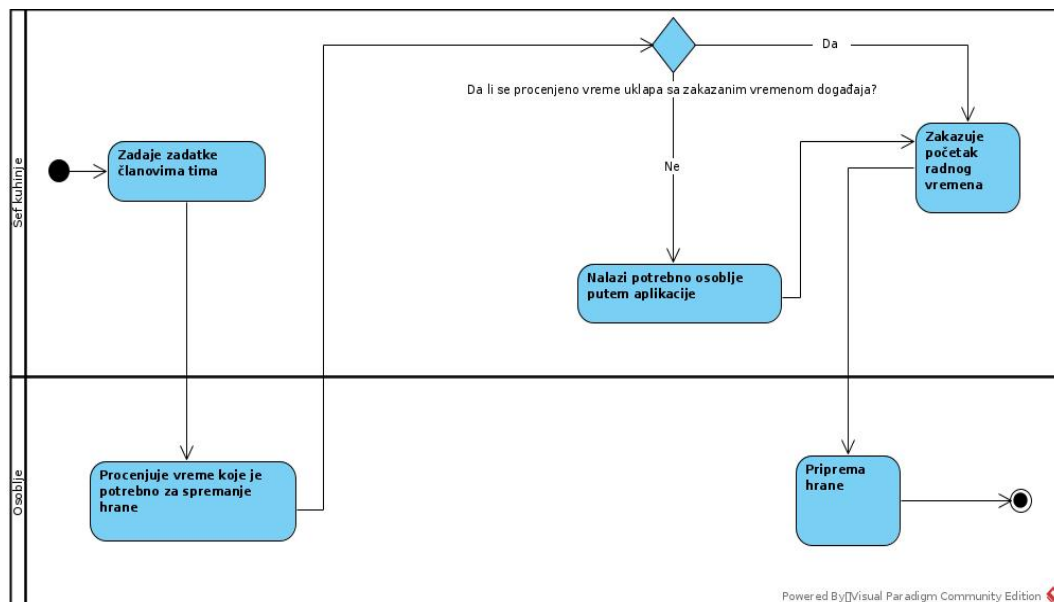 Da
Da li se procenjeno vreme uklapa sa zakazanim vremenom događaja?
Zadaje zadatke
članovima tima
Zakazuje
početak
radnog
vremena
Ne
Šef kuhinje
Nalazi potrebno osoblje
putem aplikacije
Procenjuje vreme koje je
potrebno za spremanje
hrane
Priprema
hrane
Osoblje
Powered By▯Visual Paradigm Community Edition